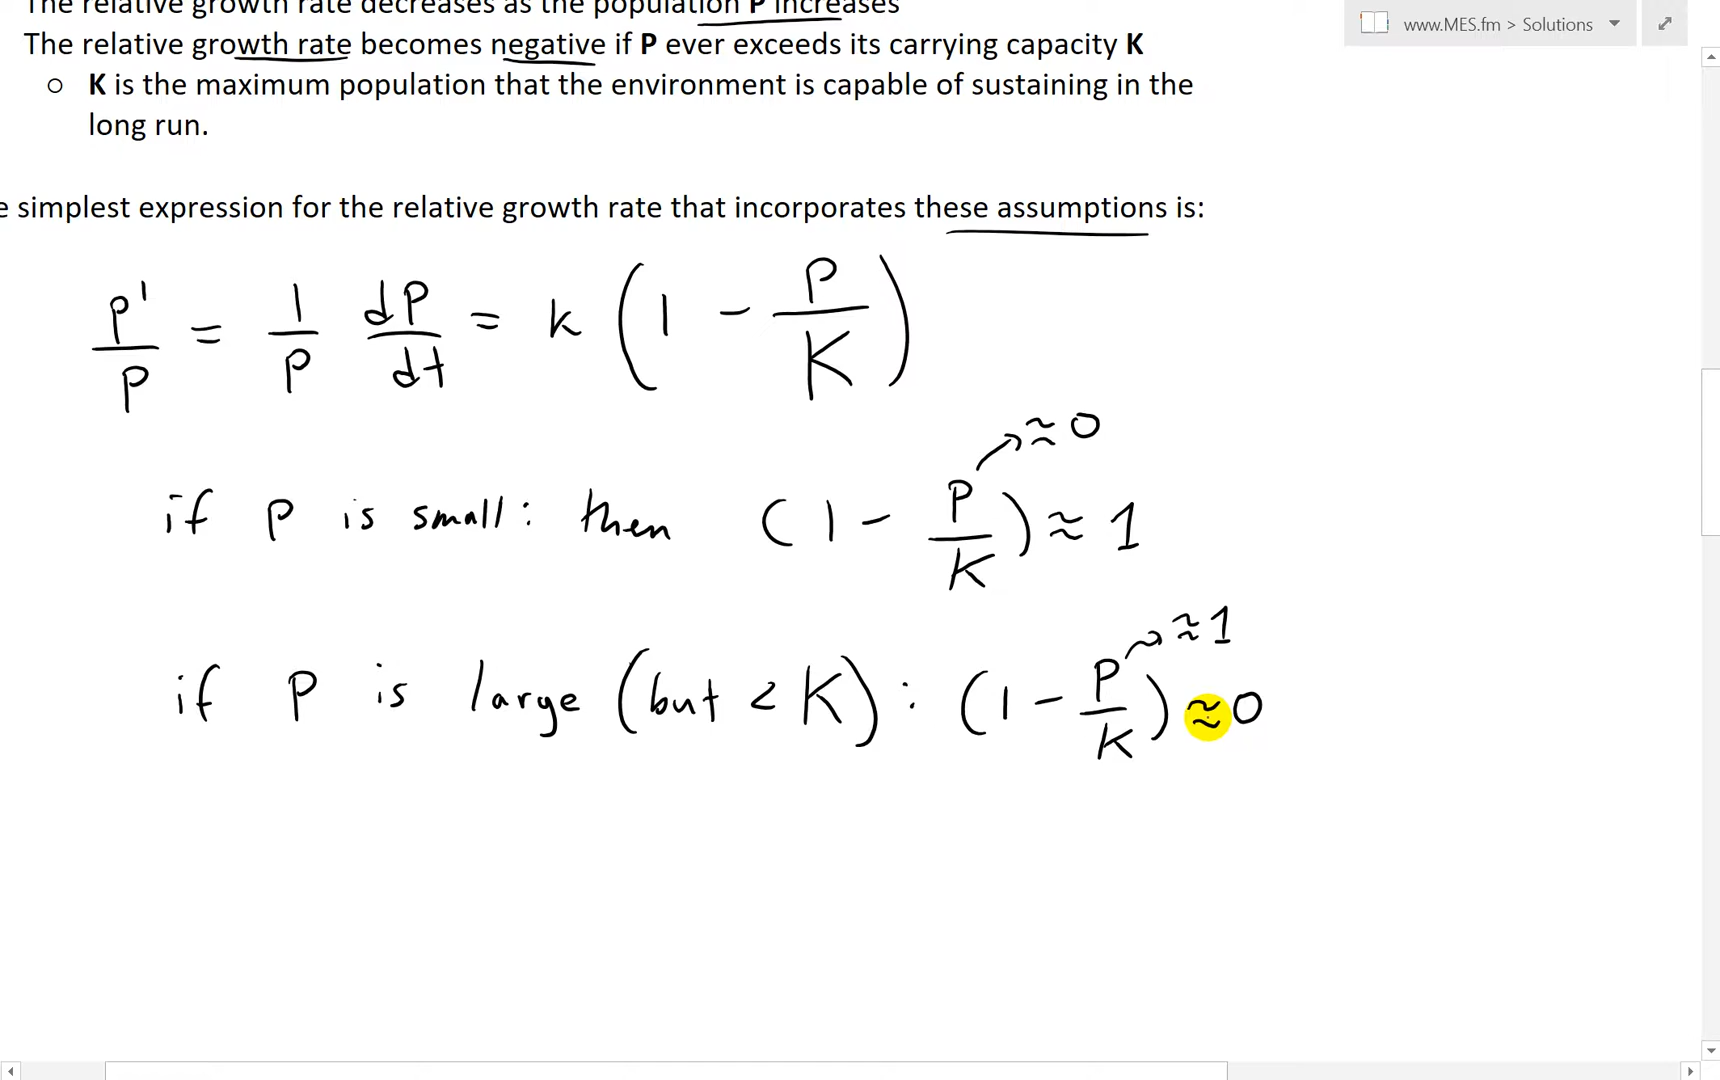 The relative growth rate decreases as the population P increases
www.MES.fm > Solutions
The relative growth rate becomes negative if P ever exceeds its carrying capacity K
○ K is the maximum population that the environment is capable of sustaining in the
long run.
e simplest expression for the relative growth rate that incorporates these assumptions is:
P'/P = 1/P dP/dt = k (1 - P/K)
≈ 0
if P is small: then (1 - P/K) ≈ 1
≈ 1
if P is large (but < K): (1 - P/K) ≈ 0